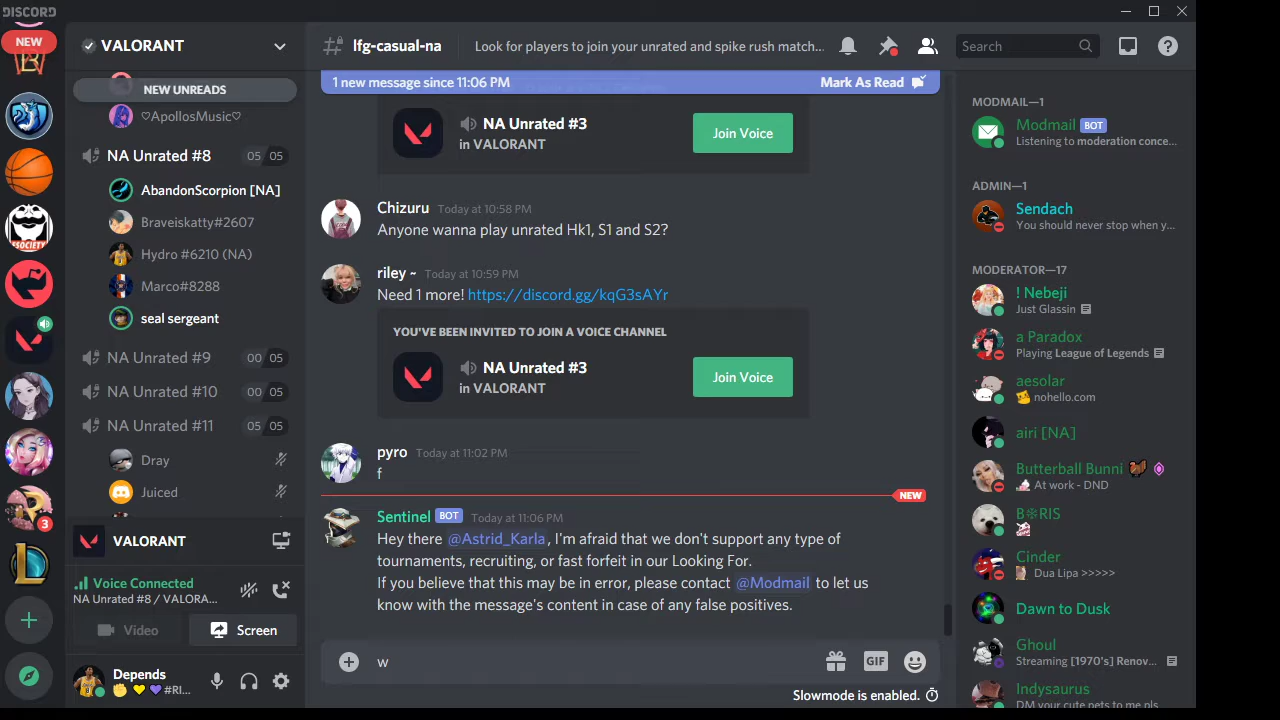 DISCORD
NEW
VALORANT
NEW UNREADS
♡ApollosMusic♡
NA Unrated #8 05 05
AbandonScorpion [NA]
Braveiskatty#2607
Hydro #6210 (NA)
Marco#8288
seal sergeant
NA Unrated #9 00 05
NA Unrated #10 00 05
NA Unrated #11 05 05
Dray
Juiced
3
VALORANT
Voice Connected
NA Unrated #8 / VALORA...
Video
Screen
Depends
#RI...
lfg-casual-na
Look for players to join your unrated and spike rush match...
Search
1 new message since 11:06 PM
Mark As Read
NA Unrated #3
in VALORANT
Join Voice
Chizuru Today at 10:58 PM
Anyone wanna play unrated Hk1, S1 and S2?
riley ~ Today at 10:59 PM
Need 1 more! https://discord.gg/kqG3sAYr
YOU'VE BEEN INVITED TO JOIN A VOICE CHANNEL
NA Unrated #3
in VALORANT
Join Voice
pyro Today at 11:02 PM
f
NEW
Sentinel BOT Today at 11:06 PM
Hey there @Astrid_Karla, I'm afraid that we don't support any type of
tournaments, recruiting, or fast forfeit in our Looking For.
If you believe that this may be in error, please contact @Modmail to let us
know with the message's content in case of any false positives.
w
GIF
Slowmode is enabled.
MODMAIL—1
Modmail BOT
Listening to moderation conce...
ADMIN—1
Sendach
You should never stop when y...
MODERATOR—17
! Nebeji
Just Glassin
a Paradox
Playing League of Legends
aesolar
nohello.com
airi [NA]
Butterball Bunni
At work - DND
B❊RIS
Cinder
Dua Lipa >>>>>
Dawn to Dusk
Ghoul
Streaming [1970's] Renov...
Indysaurus
DM your cute pets to me pls